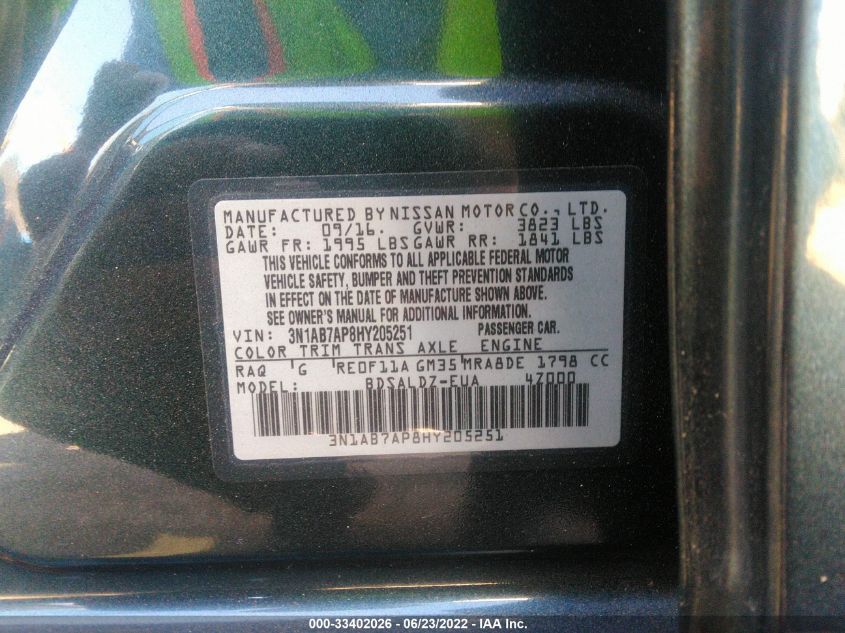 MANUFACTURED BY NISSAN MOTOR CO., LTD.
DATE: 09/16. GVWR: 3823 LBS
GAWR FR: 1995 LBS GAWR RR: 1841 LBS
THIS VEHICLE CONFORMS TO ALL APPLICABLE FEDERAL MOTOR
VEHICLE SAFETY, BUMPER AND THEFT PREVENTION STANDARDS
IN EFFECT ON THE DATE OF MANUFACTURE SHOWN ABOVE.
SEE OWNER'S MANUAL FOR ADDITIONAL INFORMATION.
VIN: 3N1AB7AP8HY205251 PASSENGER CAR.
COLOR TRIM TRANS AXLE ENGINE
RAQ G RE0F11A GM35 MRA8DE 1798 CC
MODEL: BDSALDZ-EUA 4Z000
3N1AB7AP8HY205251
000-33402026 - 06/23/2022 - IAA Inc.